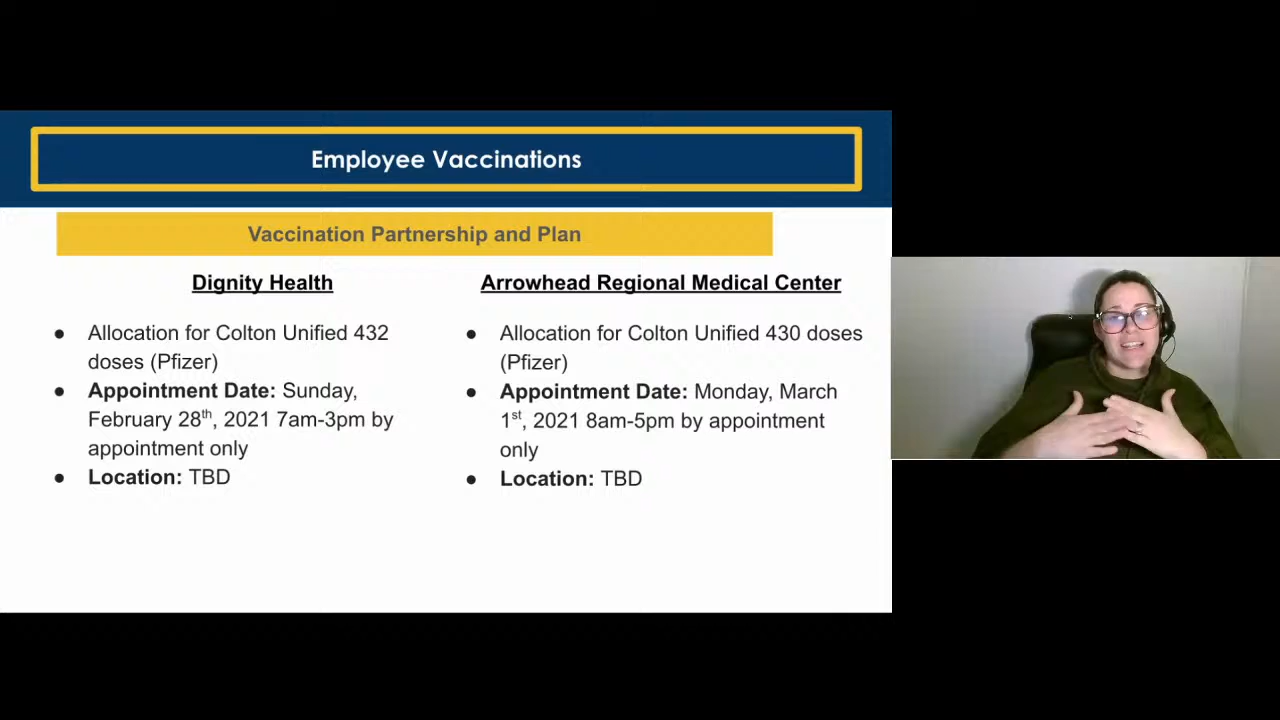 Employee Vaccinations
Vaccination Partnership and Plan
Dignity Health
● Allocation for Colton Unified 432
doses (Pfizer)
● Appointment Date: Sunday,
February 28th, 2021 7am-3pm by
appointment only
● Location: TBD
Arrowhead Regional Medical Center
● Allocation for Colton Unified 430 doses
(Pfizer)
● Appointment Date: Monday, March
1st, 2021 8am-5pm by appointment
only
● Location: TBD